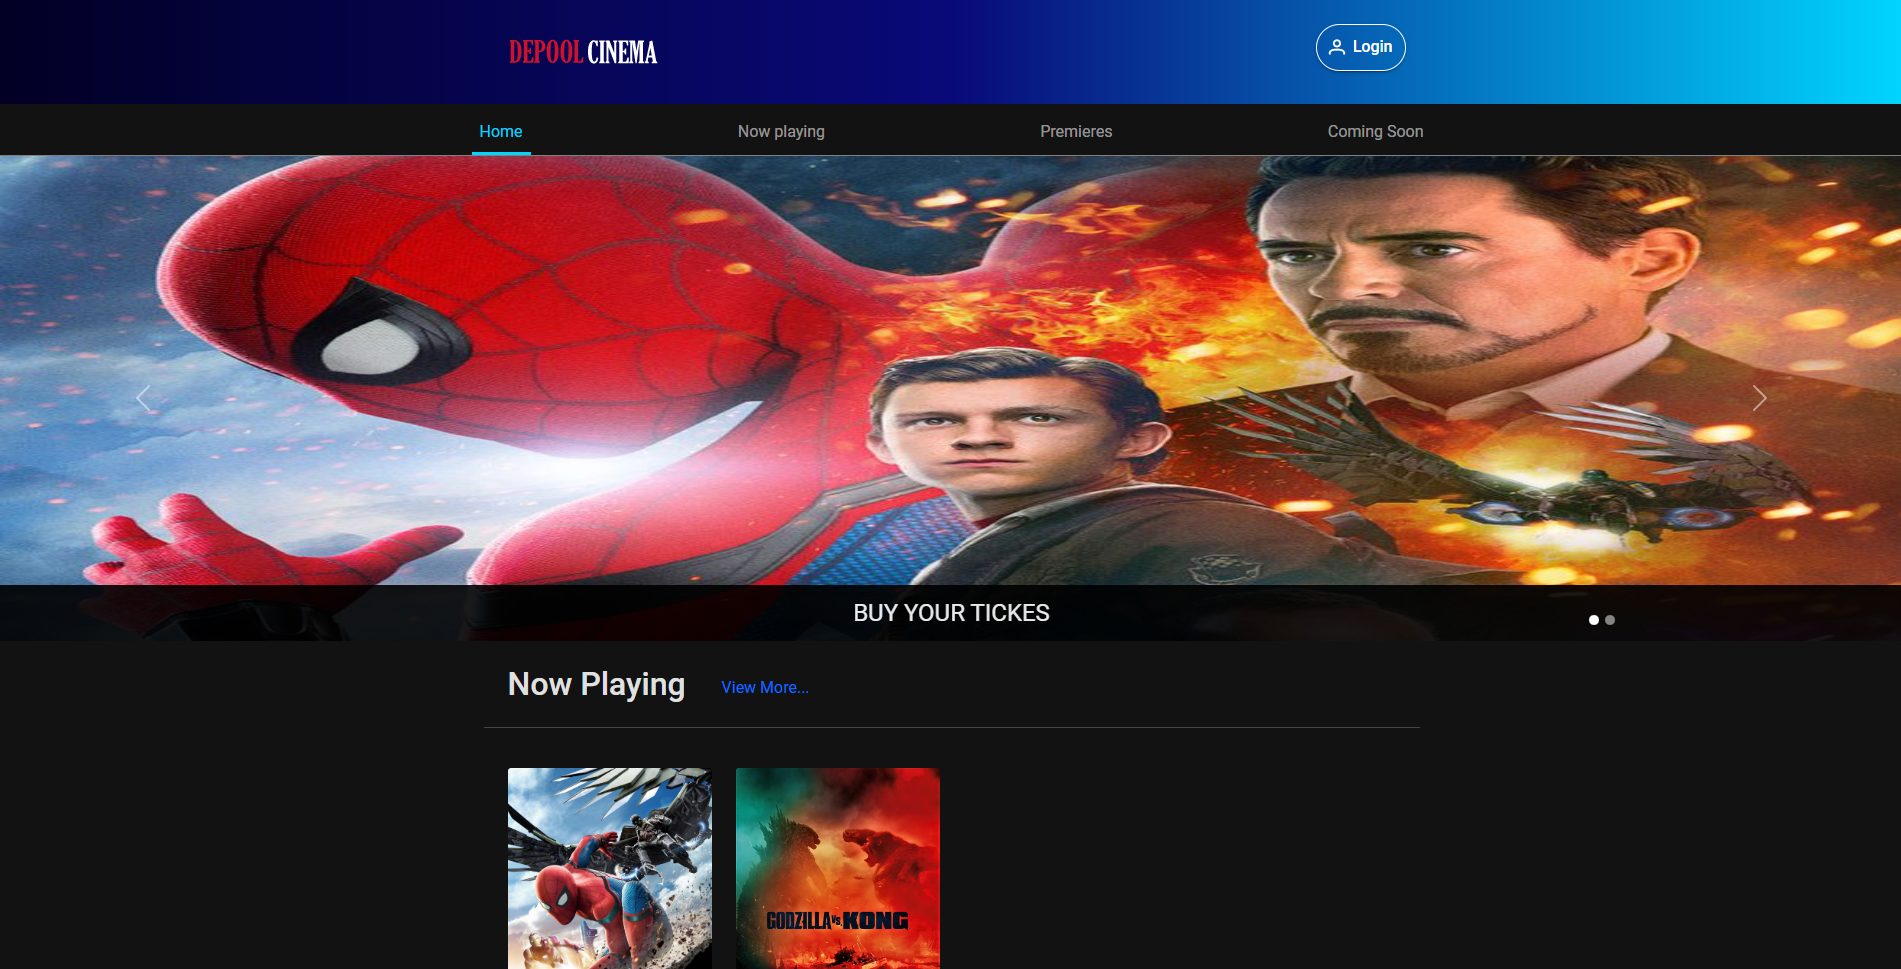 DEPOOL CINEMA
Login
Home
Now playing
Premieres
Coming Soon
BUY YOUR TICKES
Now Playing
View More...
GODZILLA VS. KONG